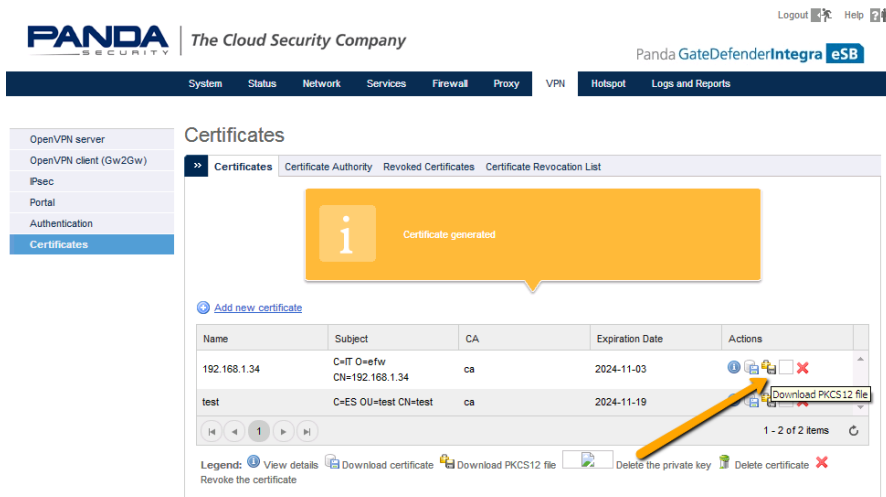 Logout Help
PANDA
SECURITY
The Cloud Security Company
Panda GateDefenderIntegra eSB
System Status Network Services Firewall Proxy VPN Hotspot Logs and Reports
OpenVPN server
OpenVPN client (Gw2Gw)
IPsec
Portal
Authentication
Certificates
Certificates
» Certificates Certificate Authority Revoked Certificates Certificate Revocation List
Certificate generated
Add new certificate
Name Subject CA Expiration Date Actions
192.168.1.34 C=IT O=efw CN=192.168.1.34 ca 2024-11-03
Download PKCS12 file
test C=ES OU=test CN=test ca 2024-11-19
1 1 - 2 of 2 items
Legend: View details Download certificate Download PKCS12 file Delete the private key Delete certificate
Revoke the certificate